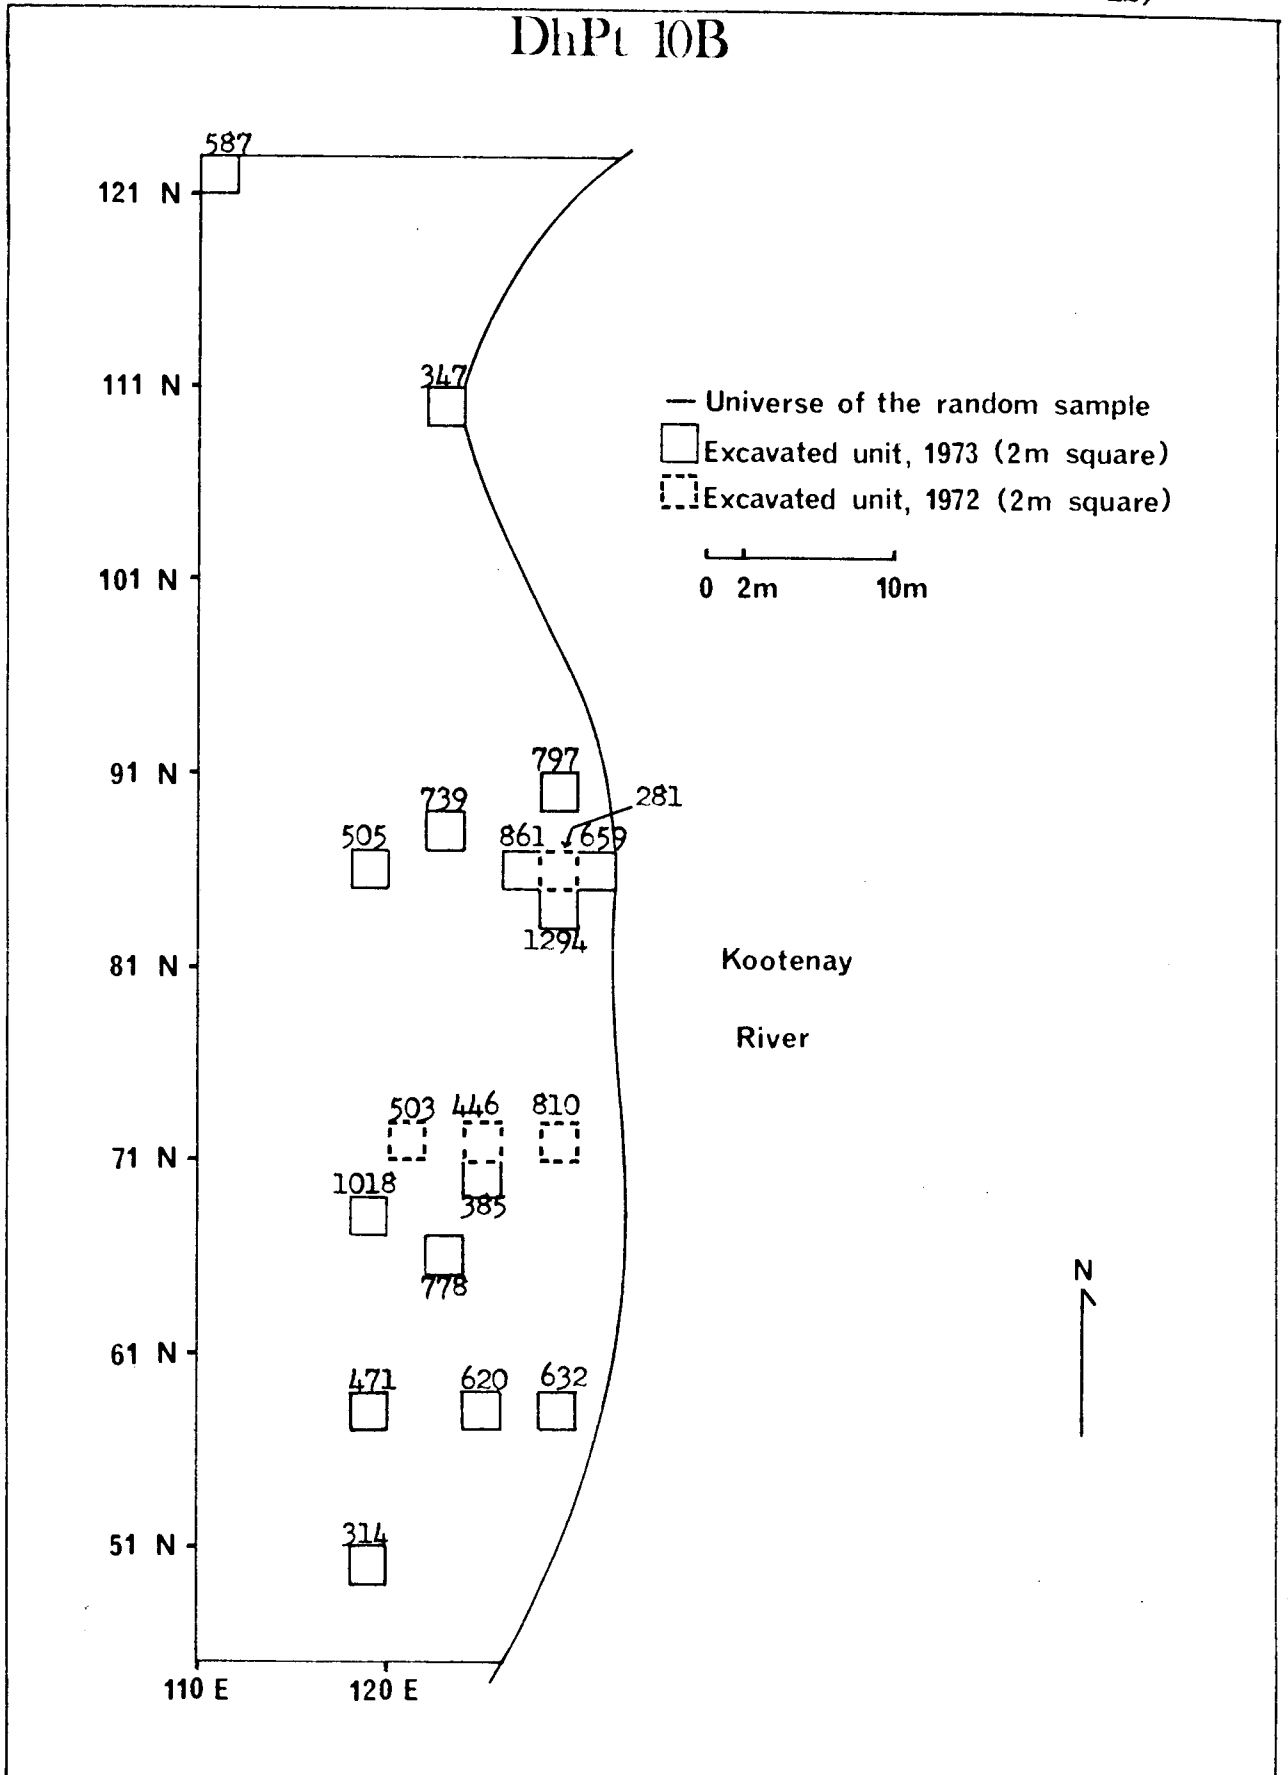 DhPt 10B
587
121 N
347
111 N
— Universe of the random sample
Excavated unit, 1973 (2m square)
Excavated unit, 1972 (2m square)
101 N
0 2m 10m
797
91 N
739
281
505
861
659
1294
81 N
Kootenay
River
503
446
810
71 N
1018
385
778
N
61 N
471
620
632
51 N
314
110 E
120 E